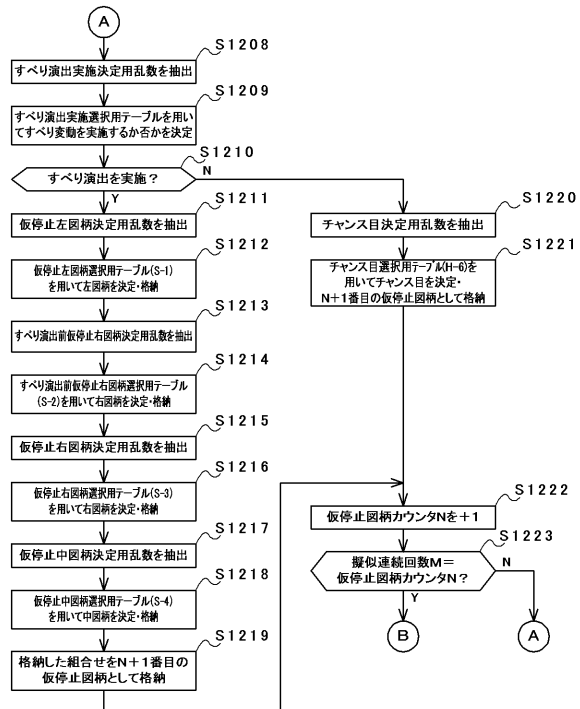 A
S1208
すべり演出実施決定用乱数を抽出
S1209
すべり演出実施選択用テーブルを用い
てすべり変動を実施するか否かを決定
S1210
すべり演出を実施?
N
Y
S1211
仮停止左図柄決定用乱数を抽出
S1212
仮停止左図柄選択用テーブル(S-1)
を用いて左図柄を決定・格納
S1213
すべり演出前仮停止右図柄決定用乱数を抽出
S1214
すべり演出前仮停止右図柄選択用テーブル
(S-2)を用いて右図柄を決定・格納
S1215
仮停止右図柄決定用乱数を抽出
S1216
仮停止右図柄選択用テーブル(S-3)
を用いて右図柄を決定・格納
S1217
仮停止中図柄決定用乱数を抽出
S1218
仮停止中図柄選択用テーブル(S-4)
を用いて中図柄を決定・格納
S1219
格納した組合せをN+1番目の
仮停止図柄として格納
S1220
チャンス目決定用乱数を抽出
S1221
チャンス目選択用テーブル(H-6)を
用いてチャンス目を決定・
N+1番目の仮停止図柄として格納
S1222
仮停止図柄カウンタNを+1
S1223
擬似連続回数M=
仮停止図柄カウンタN?
N
Y
B
A